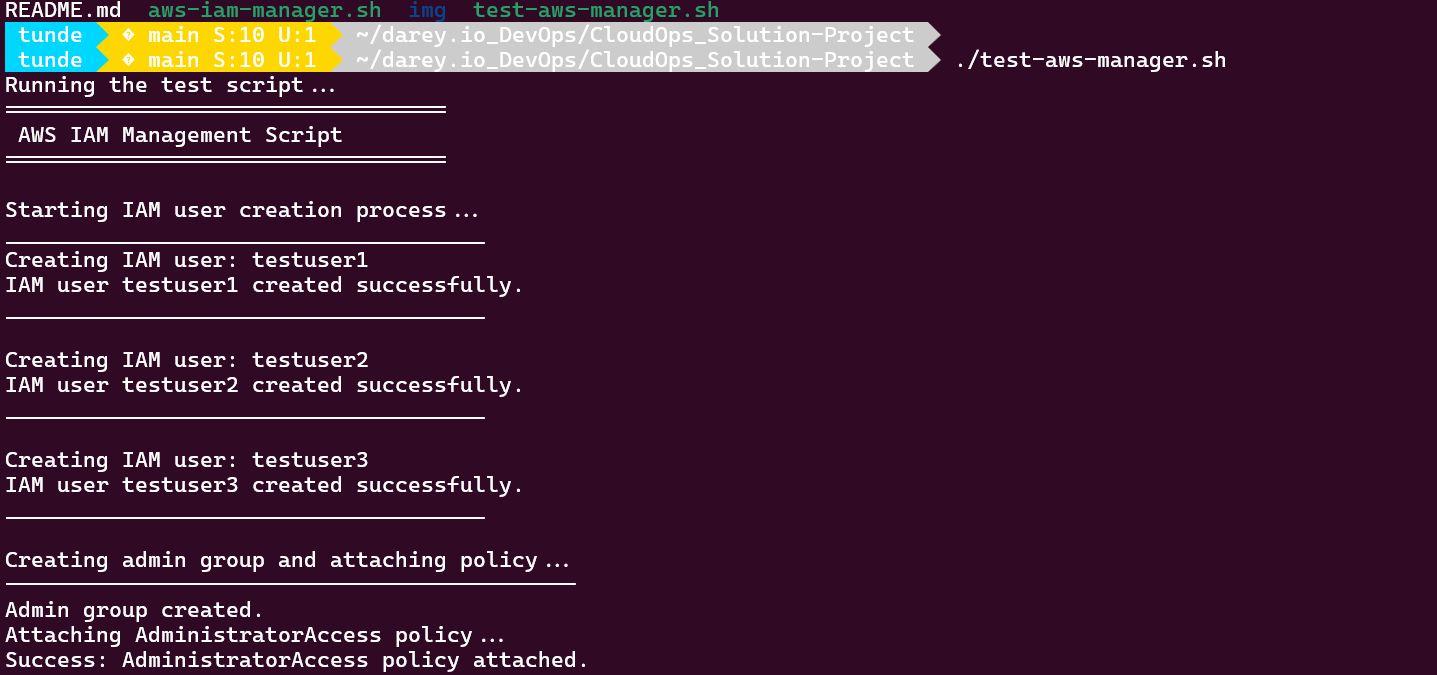 README.md aws-iam-manager.sh img test-aws-manager.sh
tunde � main S:10 U:1 ~/darey.io_DevOps/CloudOps_Solution-Project
tunde � main S:10 U:1 ~/darey.io_DevOps/CloudOps_Solution-Project ./test-aws-manager.sh
Running the test script...
==================================
 AWS IAM Management Script
==================================
Starting IAM user creation process...
-------------------------------------
Creating IAM user: testuser1
IAM user testuser1 created successfully.
-------------------------------------
Creating IAM user: testuser2
IAM user testuser2 created successfully.
-------------------------------------
Creating IAM user: testuser3
IAM user testuser3 created successfully.
-------------------------------------
Creating admin group and attaching policy...
--------------------------------------------
Admin group created.
Attaching AdministratorAccess policy...
Success: AdministratorAccess policy attached.